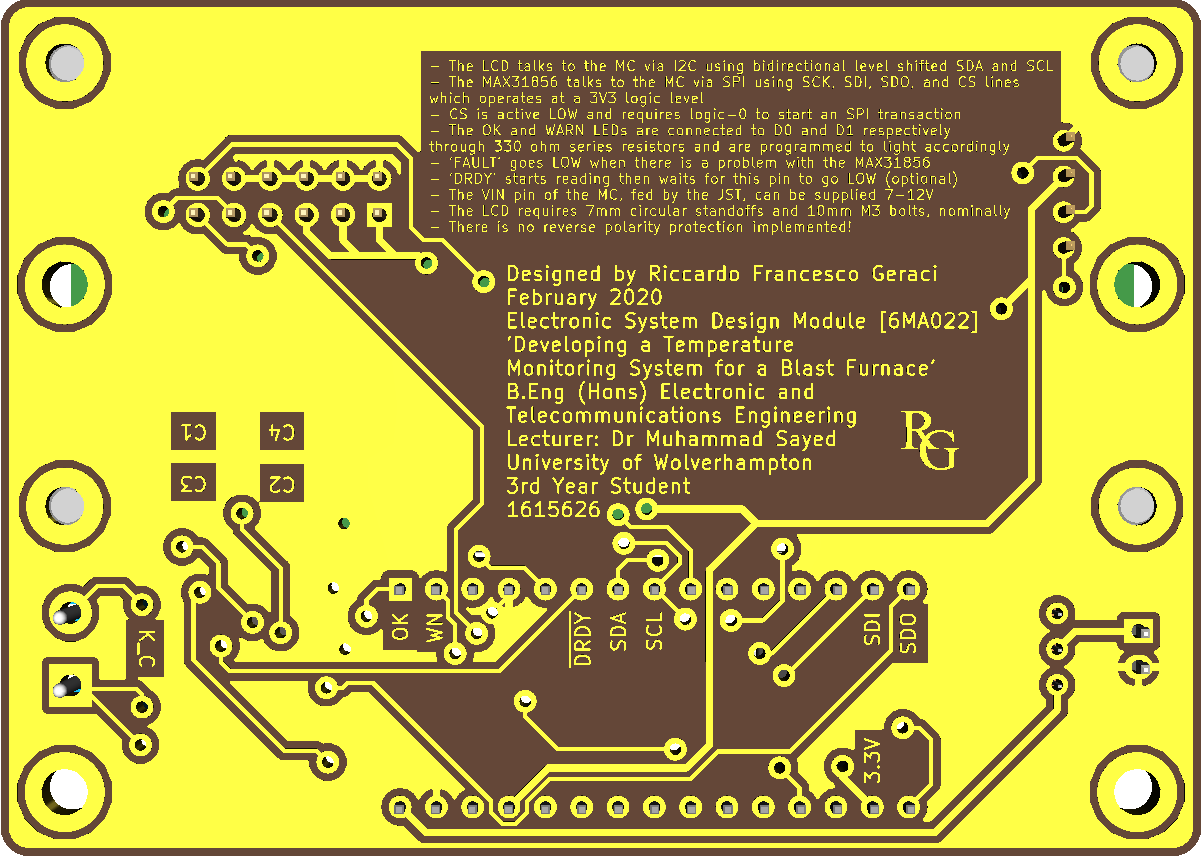 - The LCD talks to the MC via I2C using bidirectional level shifted SDA and SCL
- The MAX31856 talks to the MC via SPI using SCK, SDI, SDO, and CS lines
which operates at a 3V3 logic level
- CS is active LOW and requires logic-0 to start an SPI transaction
- The OK and WARN LEDs are connected to D0 and D1 respectively
through 330 ohm series resistors and are programmed to light accordingly
- 'FAULT' goes LOW when there is a problem with the MAX31856
- 'DRDY' starts reading then waits for this pin to go LOW (optional)
- The VIN pin of the MC, fed by the JST, can be supplied 7-12V
- The LCD requires 7mm circular standoffs and 10mm M3 bolts, nominally
- There is no reverse polarity protection implemented!
Designed by Riccardo Francesco Geraci
February 2020
Electronic System Design Module [6MA022]
'Developing a Temperature
Monitoring System for a Blast Furnace'
B.Eng (Hons) Electronic and
Telecommunications Engineering
Lecturer: Dr Muhammad Sayed
University of Wolverhampton
3rd Year Student
1615626
RG
C1
C4
C3
C2
K_C
OK
WN
DRDY
SDA
SCL
SDI
SDO
3.3V